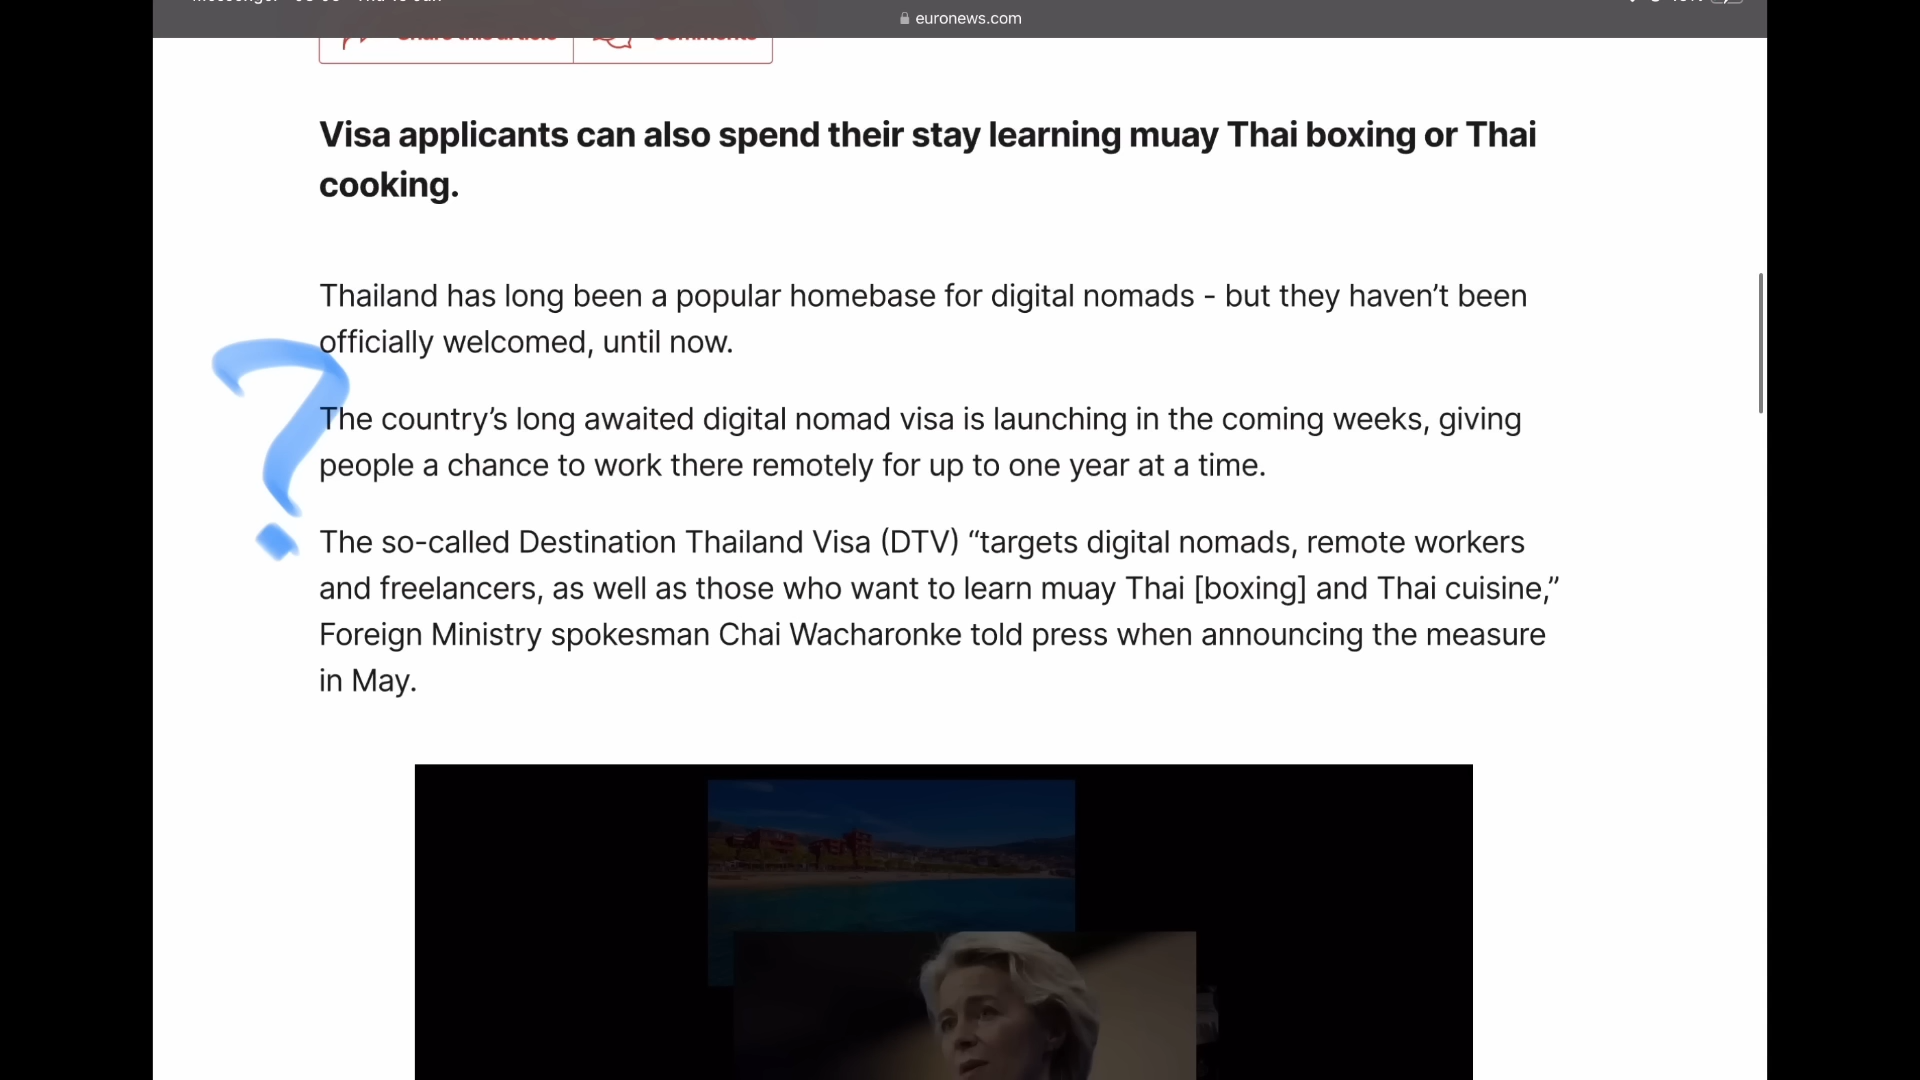 euronews.com
Share this article
Comments
Visa applicants can also spend their stay learning muay Thai boxing or Thai
cooking.
Thailand has long been a popular homebase for digital nomads - but they haven’t been
officially welcomed, until now.
?
The country’s long awaited digital nomad visa is launching in the coming weeks, giving
people a chance to work there remotely for up to one year at a time.
The so-called Destination Thailand Visa (DTV) “targets digital nomads, remote workers
and freelancers, as well as those who want to learn muay Thai [boxing] and Thai cuisine,”
Foreign Ministry spokesman Chai Wacharonke told press when announcing the measure
in May.